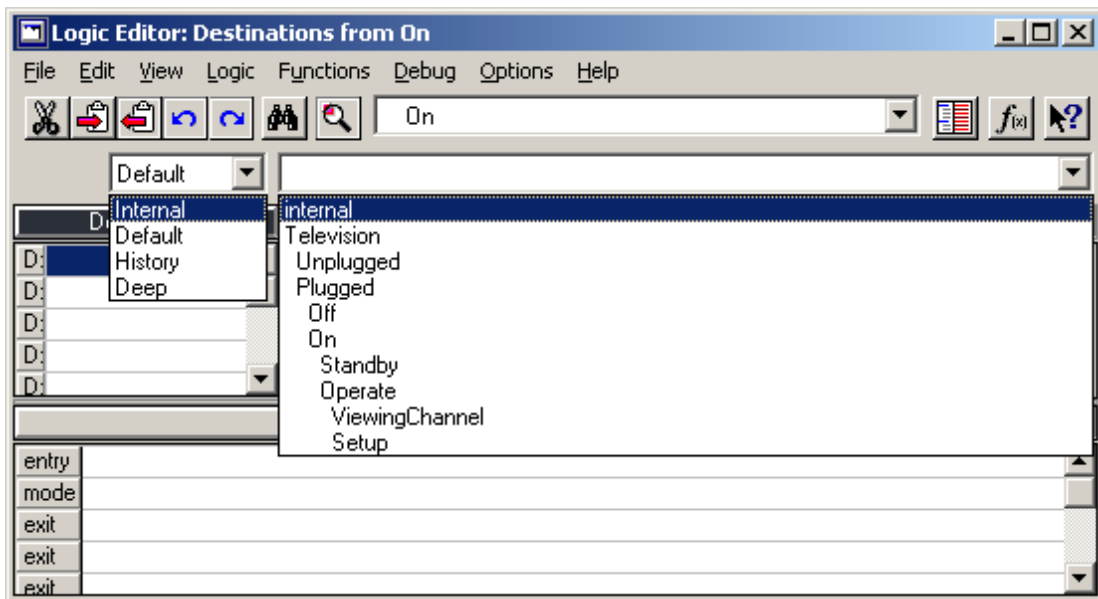 Logic Editor: Destinations from On
File Edit View Logic Functions Debug Options Help
On
f(x)
?
Default
Internal
Default
History
Deep
internal
Television
Unplugged
Plugged
Off
On
Standby
Operate
ViewingChannel
Setup
D:
D:
D:
D:
D:
entry
mode
exit
exit
exit